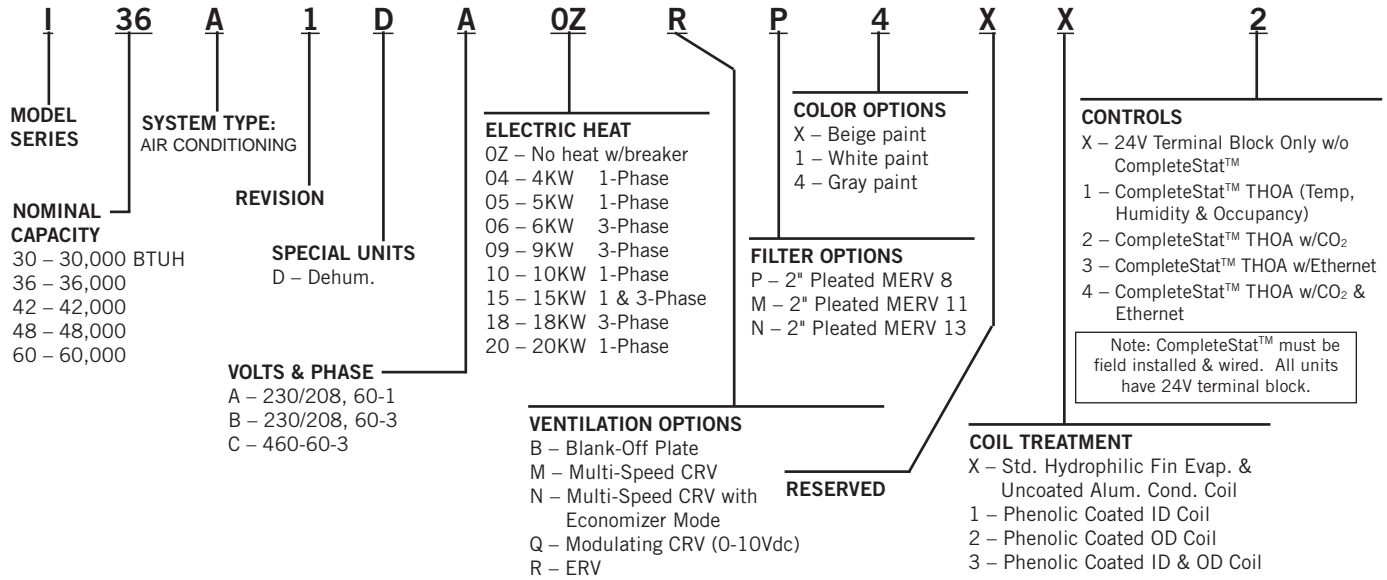 I 36 A 1 D A 0Z R P 4 X X 2
MODEL
SERIES
SYSTEM TYPE:
AIR CONDITIONING
NOMINAL
CAPACITY
30 – 30,000 BTUH
36 – 36,000
42 – 42,000
48 – 48,000
60 – 60,000
REVISION
SPECIAL UNITS
D – Dehum.
VOLTS & PHASE
A – 230/208, 60-1
B – 230/208, 60-3
C – 460-60-3
ELECTRIC HEAT
0Z – No heat w/breaker
04 – 4KW 1-Phase
05 – 5KW 1-Phase
06 – 6KW 3-Phase
09 – 9KW 3-Phase
10 – 10KW 1-Phase
15 – 15KW 1 & 3-Phase
18 – 18KW 3-Phase
20 – 20KW 1-Phase
VENTILATION OPTIONS
B – Blank-Off Plate
M – Multi-Speed CRV
N – Multi-Speed CRV with
Economizer Mode
Q – Modulating CRV (0-10Vdc)
R – ERV
FILTER OPTIONS
P – 2" Pleated MERV 8
M – 2" Pleated MERV 11
N – 2" Pleated MERV 13
COLOR OPTIONS
X – Beige paint
1 – White paint
4 – Gray paint
RESERVED
COIL TREATMENT
X – Std. Hydrophilic Fin Evap. &
Uncoated Alum. Cond. Coil
1 – Phenolic Coated ID Coil
2 – Phenolic Coated OD Coil
3 – Phenolic Coated ID & OD Coil
CONTROLS
X – 24V Terminal Block Only w/o
CompleteStat™
1 – CompleteStat™ THOA (Temp,
Humidity & Occupancy)
2 – CompleteStat™ THOA w/CO₂
3 – CompleteStat™ THOA w/Ethernet
4 – CompleteStat™ THOA w/CO₂ &
Ethernet
Note: CompleteStat™ must be
field installed & wired. All units
have 24V terminal block.